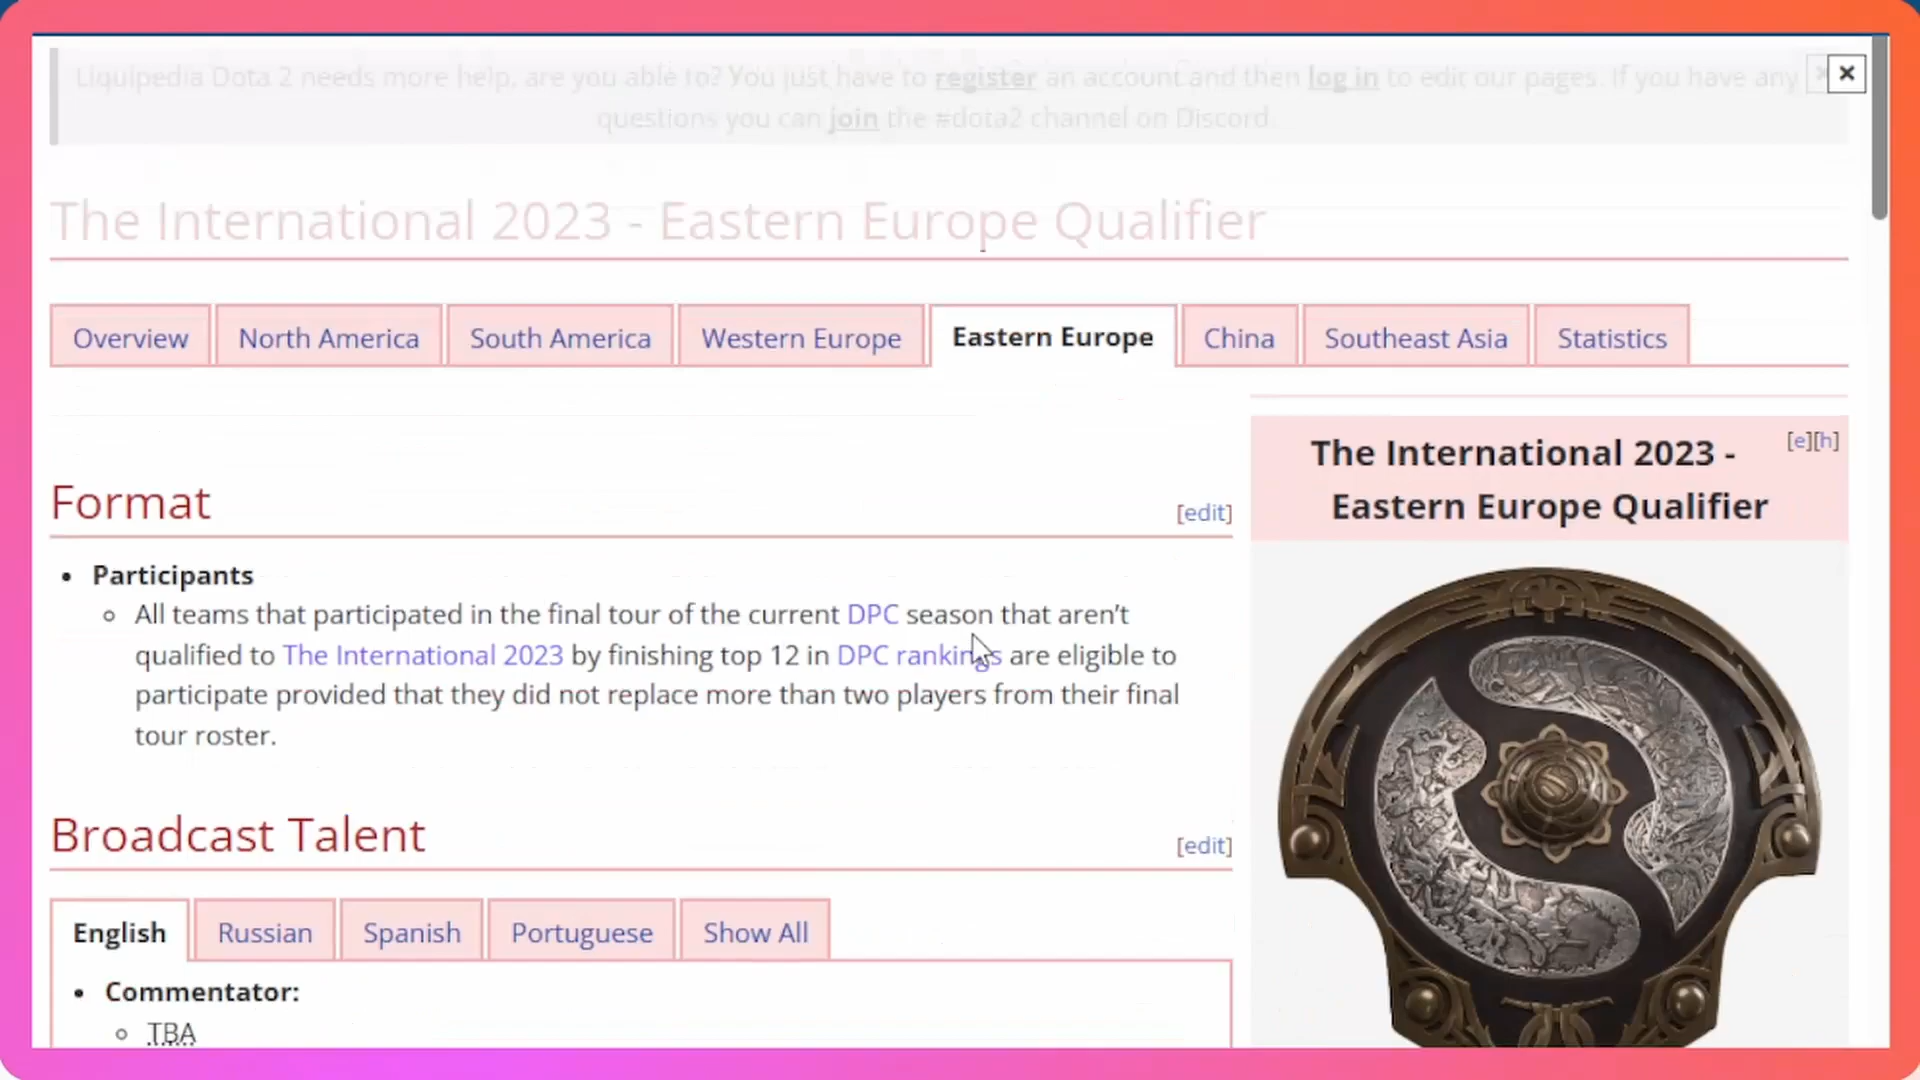 Liquipedia Dota 2 needs more help, are you able to? You just have to register an account and then log in to edit our pages. If you have any
questions you can join the #dota2 channel on Discord.
The International 2023 - Eastern Europe Qualifier
Overview
North America
South America
Western Europe
Eastern Europe
China
Southeast Asia
Statistics
Format
[edit]
Participants
All teams that participated in the final tour of the current DPC season that aren't
qualified to The International 2023 by finishing top 12 in DPC rankings are eligible to
participate provided that they did not replace more than two players from their final
tour roster.
Broadcast Talent
[edit]
English
Russian
Spanish
Portuguese
Show All
Commentator:
TBA
[e][h]
The International 2023 -
Eastern Europe Qualifier